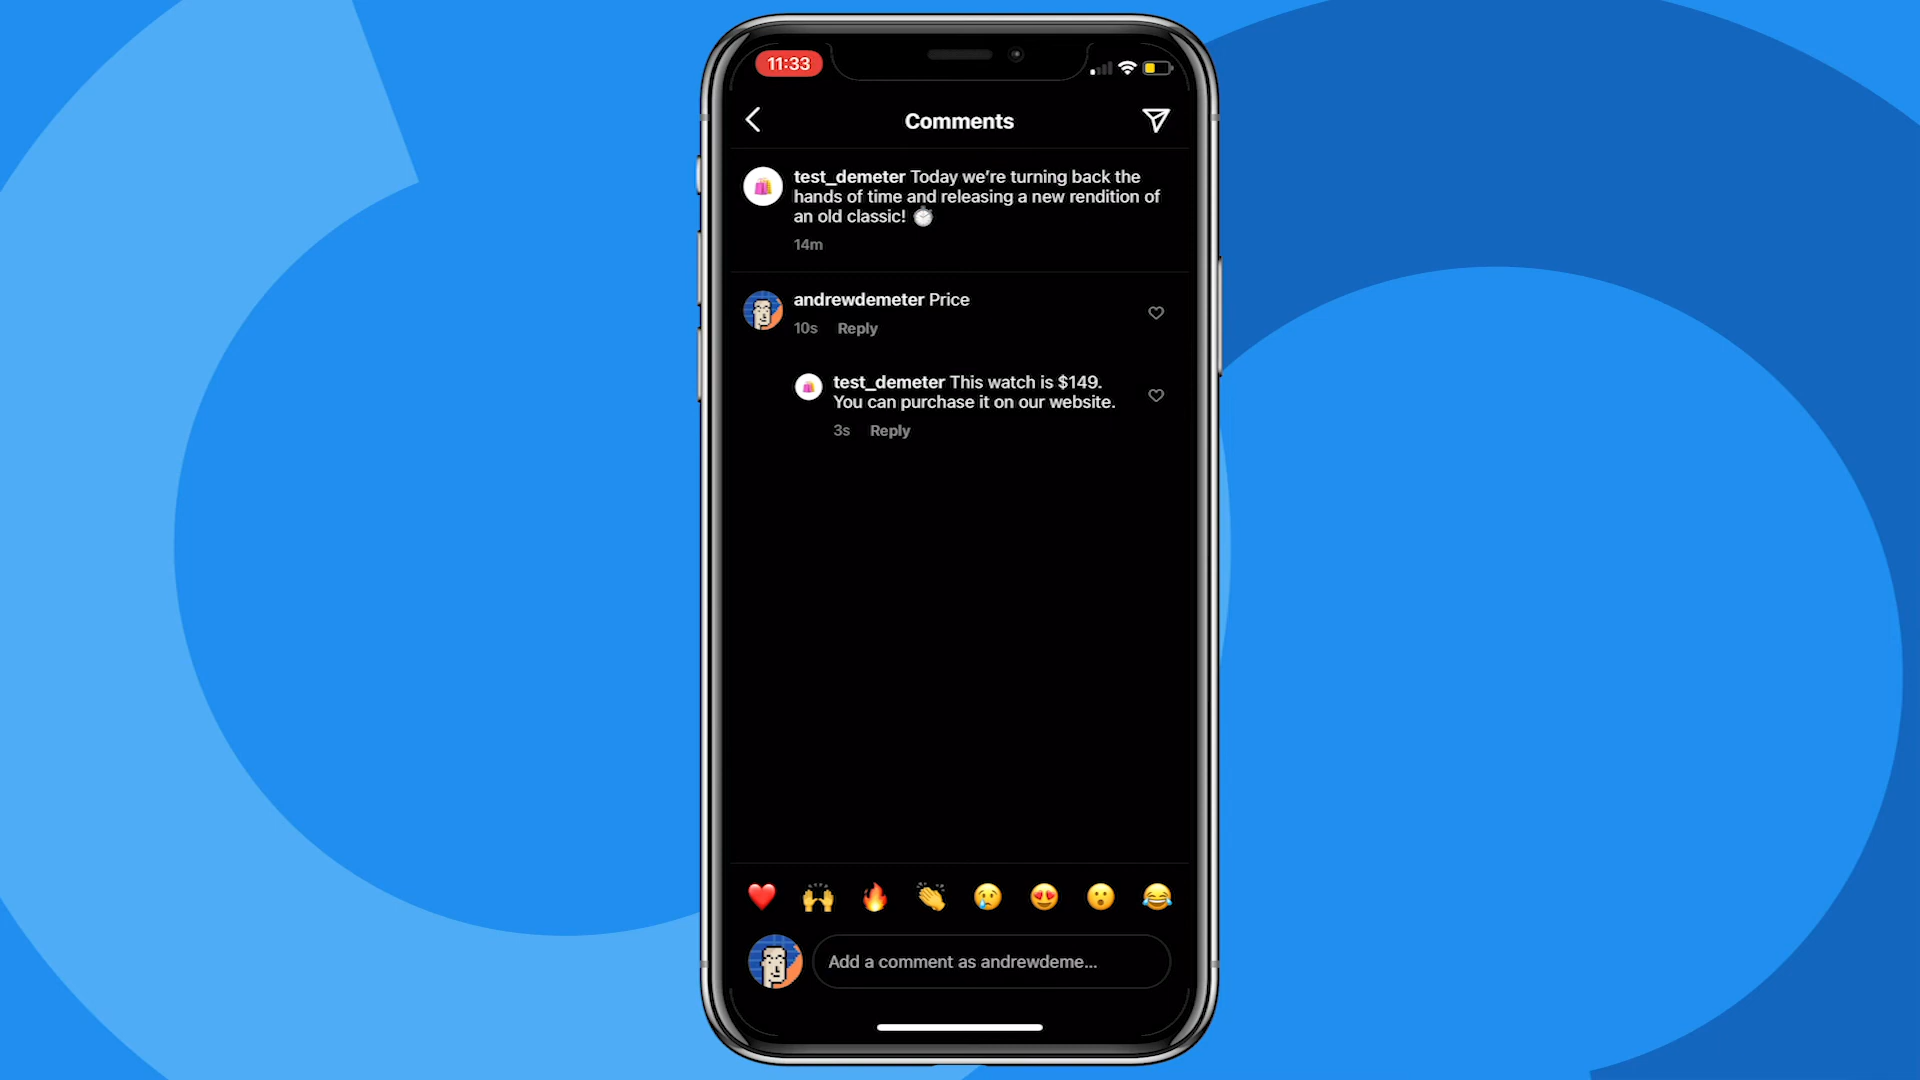 11:33
Comments
test_demeter Today we’re turning back the
hands of time and releasing a new rendition of
an old classic! ⏱️
14m
andrewdemeter Price
10s Reply
test_demeter This watch is $149.
You can purchase it on our website.
3s Reply
Add a comment as andrewdeme...